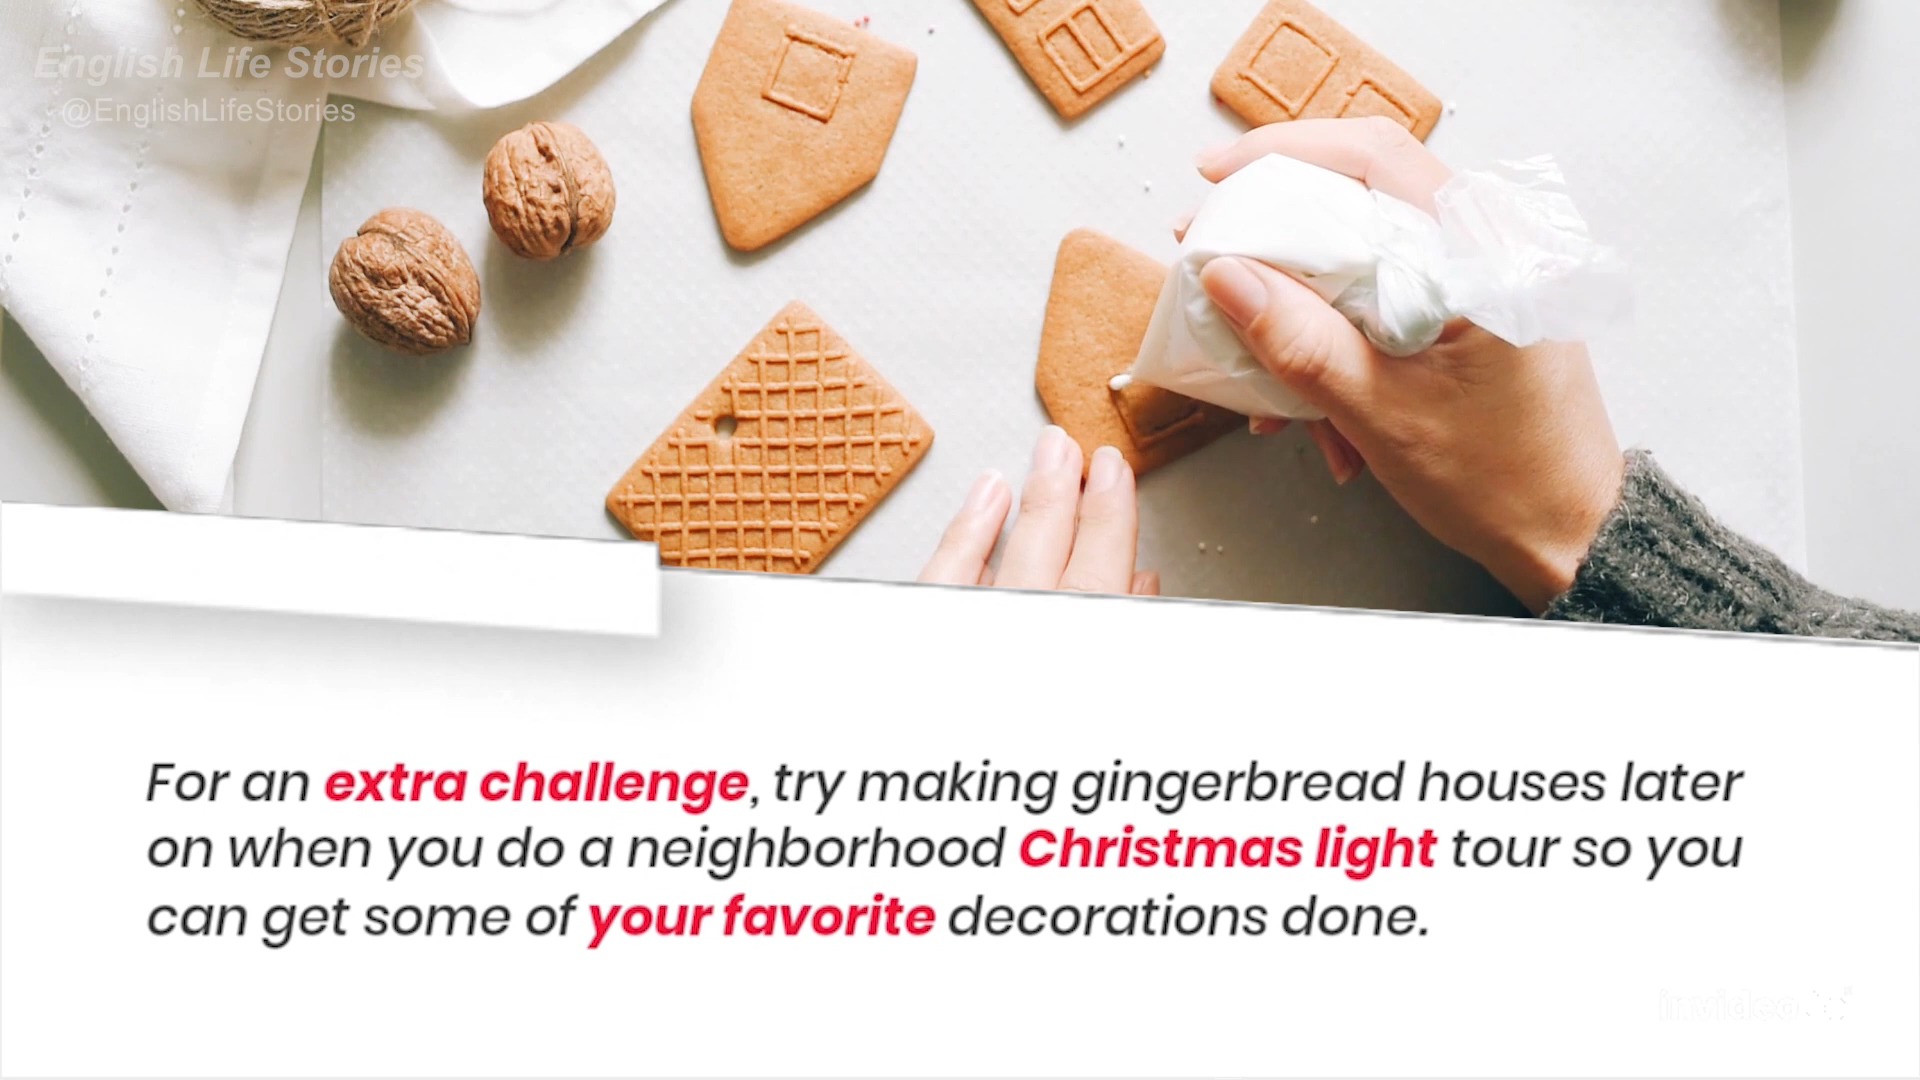 English Life Stories
@EnglishLifeStories
For an extra challenge, try making gingerbread houses later
on when you do a neighborhood Christmas light tour so you
can get some of your favorite decorations done.